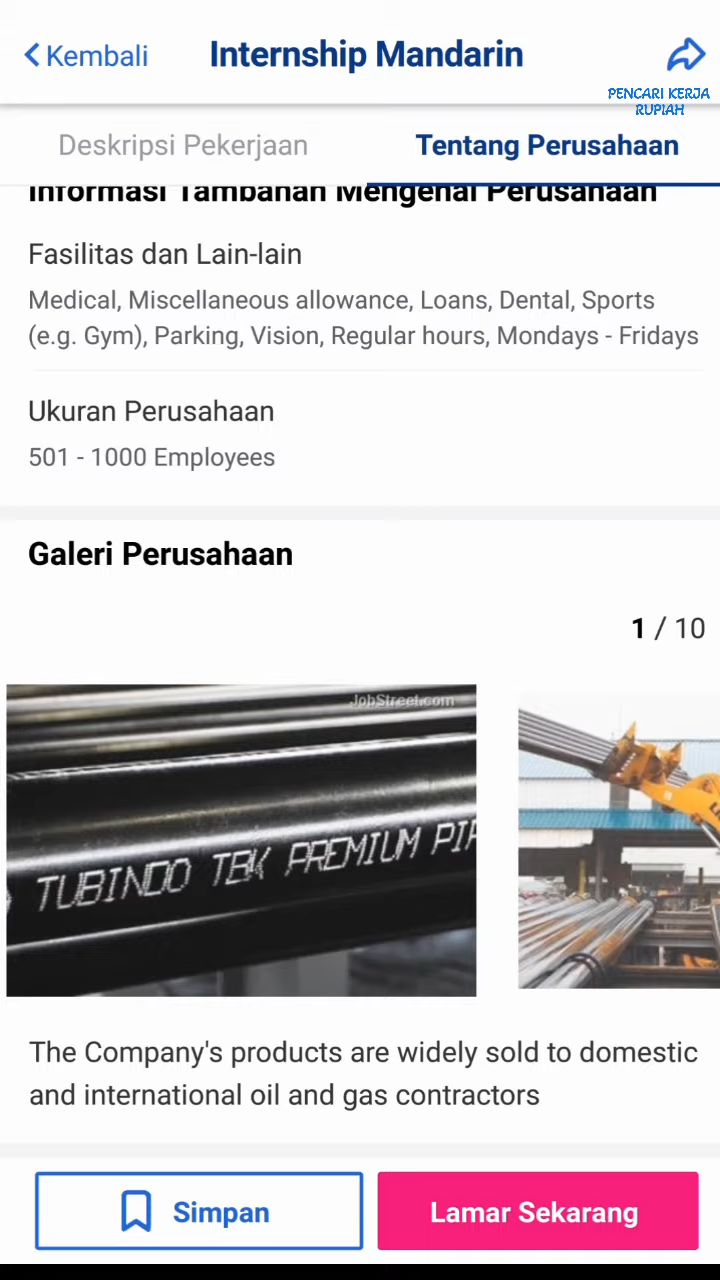 Kembali
Internship Mandarin
PENCARI KERJA
RUPIAH
Deskripsi Pekerjaan
Tentang Perusahaan
Informasi Tambahan Mengenai Perusahaan
Fasilitas dan Lain-lain
Medical, Miscellaneous allowance, Loans, Dental, Sports
(e.g. Gym), Parking, Vision, Regular hours, Mondays - Fridays
Ukuran Perusahaan
501 - 1000 Employees
Galeri Perusahaan
1 / 10
JobStreet.com
TUBINDO TBK PREMIUM PIP
The Company's products are widely sold to domestic
and international oil and gas contractors
Simpan
Lamar Sekarang